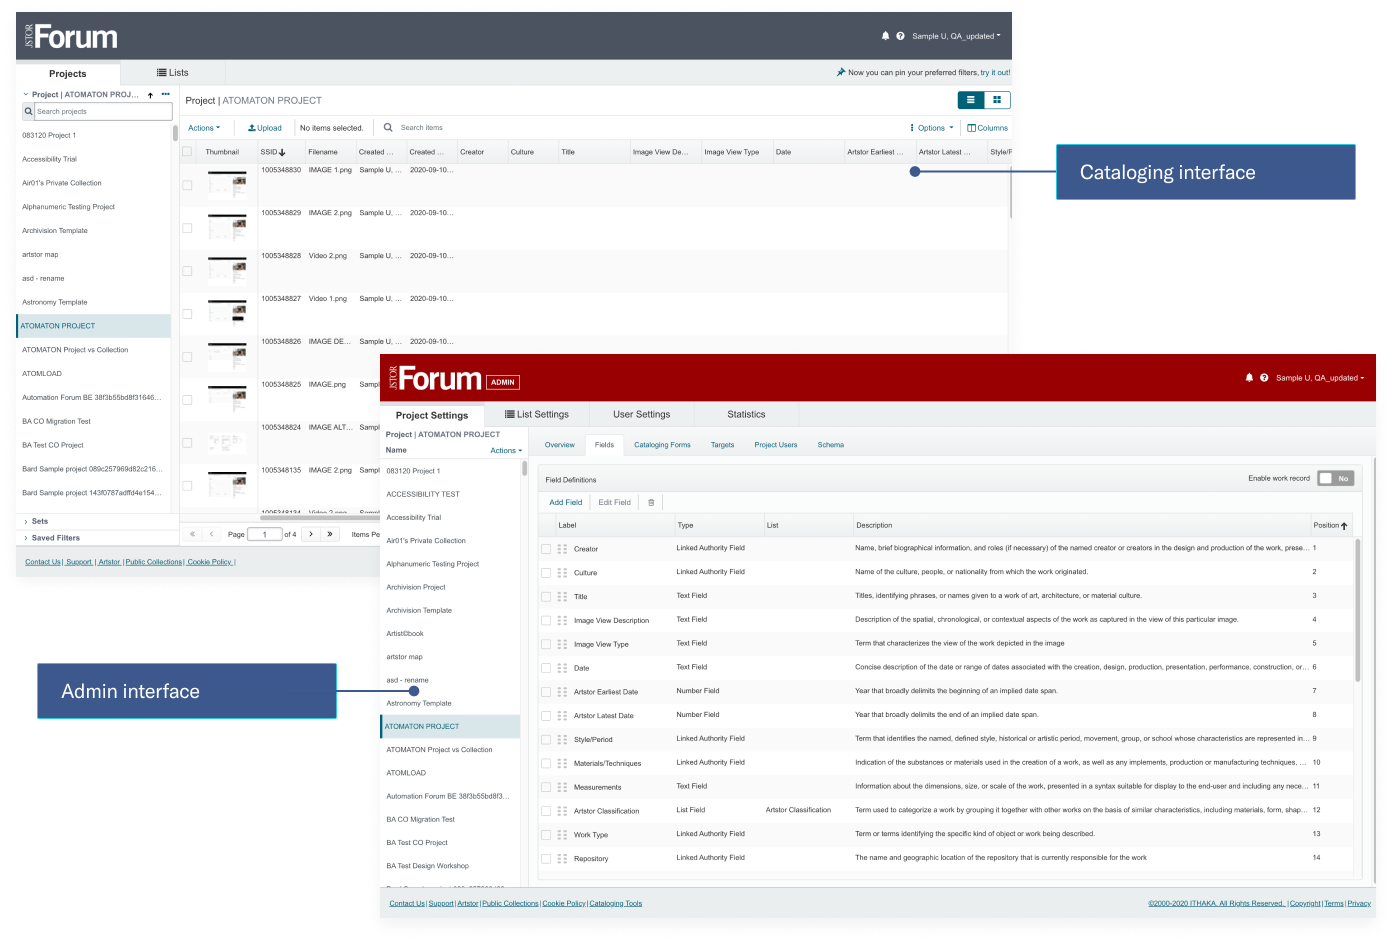 JSTOR Forum
Sample U, QA_updated
Projects
Lists
Now you can pin your preferred filters, try it out!
Project | ATOMATON PROJ...
Search projects
083120 Project 1
Accessibility Trial
Air01's Private Collection
Alphanumeric Testing Project
Archivision Template
artstor map
asd - rename
Astronomy Template
ATOMATON PROJECT
ATOMATON Project vs Collection
ATOMLOAD
Automation Forum BE 38f3b55bd8f31646...
BA CO Migration Test
BA Test CO Project
Bard Sample project 089c257969d82c216...
Bard Sample project 143f0787adffd4e154...
Sets
Saved Filters
Project | ATOMATON PROJECT
Actions Upload No items selected. Search items Options Columns
Thumbnail SSID Filename Created ... Created ... Creator Culture Title Image View De... Image View Type Date Artstor Earliest ... Artstor Latest ... Style/P
1005348830 IMAGE 1.png Sample U, ... 2020-09-10...
1005348829 IMAGE 2.png Sample U, ... 2020-09-10...
1005348828 Video 2.png Sample U, ... 2020-09-10...
1005348827 Video 1.png Sample U, ... 2020-09-10...
1005348826 IMAGE DE... Sample U, ... 2020-09-10...
1005348825 IMAGE.png Sampl
1005348824 IMAGE ALT... Sampl
1005348135 IMAGE 2.png Sampl
1005348134 Video 2.png Sampl
Page 1 of 4 Items Pe
Contact Us | Support | Artstor | Public Collections | Cookie Policy |
Cataloging interface
JSTOR Forum ADMIN
Sample U, QA_updated
Project Settings List Settings User Settings Statistics
Project | ATOMATON PROJECT
Name Actions
083120 Project 1
ACCESSIBILITY TEST
Accessibility Trial
Air01's Private Collection
Alphanumeric Testing Project
Archivision Project
Archivision Template
Artist©book
artstor map
asd - rename
Astronomy Template
ATOMATON PROJECT
ATOMATON Project vs Collection
ATOMLOAD
Automation Forum BE 38f3b55bd8f3...
BA CO Migration Test
BA Test CO Project
BA Test Design Workshop
Overview Fields Cataloging Forms Targets Project Users Schema
Field Definitions Enable work record No
Add Field Edit Field
Label Type List Description Position
Creator Linked Authority Field Name, brief biographical information, and roles (if necessary) of the named creator or creators in the design and production of the work, prese... 1
Culture Linked Authority Field Name of the culture, people, or nationality from which the work originated. 2
Title Text Field Titles, identifying phrases, or names given to a work of art, architecture, or material culture. 3
Image View Description Text Field Description of the spatial, chronological, or contextual aspects of the work as captured in the view of this particular image. 4
Image View Type Text Field Term that characterizes the view of the work depicted in the image 5
Date Text Field Concise description of the date or range of dates associated with the creation, design, production, presentation, performance, construction, or... 6
Artstor Earliest Date Number Field Year that broadly delimits the beginning of an implied date span. 7
Artstor Latest Date Number Field Year that broadly delimits the end of an implied date span. 8
Style/Period Linked Authority Field Term that identifies the named, defined style, historical or artistic period, movement, group, or school whose characteristics are represented in... 9
Materials/Techniques Linked Authority Field Indication of the substances or materials used in the creation of a work, as well as any implements, production or manufacturing techniques, ... 10
Measurements Text Field Information about the dimensions, size, or scale of the work, presented in a syntax suitable for display to the end-user and including any nece... 11
Artstor Classification List Field Artstor Classification Term used to categorize a work by grouping it together with other works on the basis of similar characteristics, including materials, form, shap... 12
Work Type Linked Authority Field Term or terms identifying the specific kind of object or work being described. 13
Repository Linked Authority Field The name and geographic location of the repository that is currently responsible for the work 14
Contact Us | Support | Artstor | Public Collections | Cookie Policy | Cataloging Tools
©2000-2020 ITHAKA. All Rights Reserved. | Copyright | Terms | Privacy
Admin interface